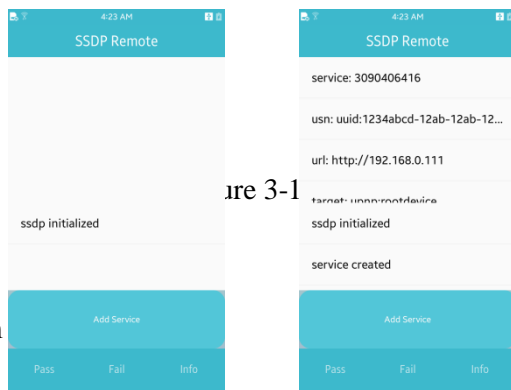 4:23 AM
SSDP Remote
ssdp initialized
Add Service
Pass Fail Info
ure 3-1
4:23 AM
SSDP Remote
service: 3090406416
usn: uuid:1234abcd-12ab-12ab-12...
url: http://192.168.0.111
target: upnp:rootdevice
ssdp initialized
service created
Add Service
Pass Fail Info